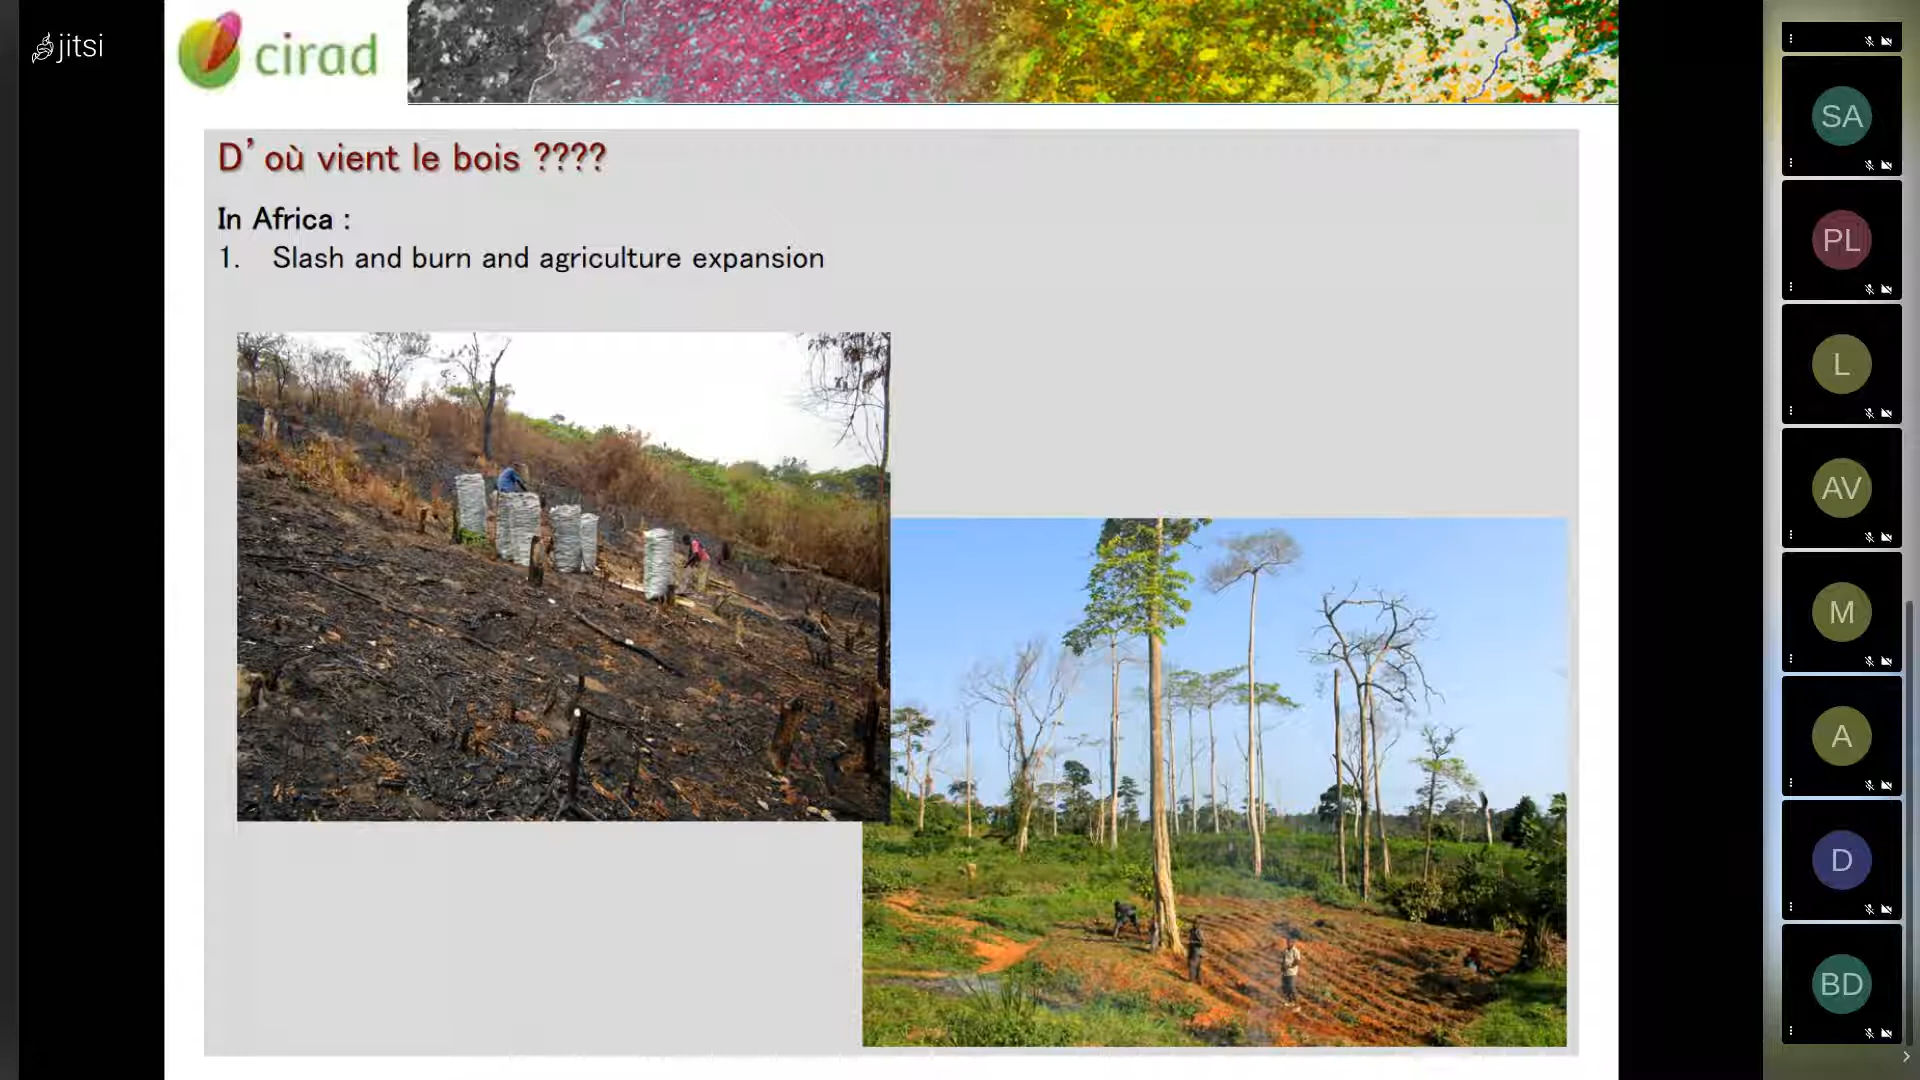 jitsi
cirad
D'où vient le bois ????
In Africa :
1. Slash and burn and agriculture expansion
SA
PL
L
AV
M
A
D
BD